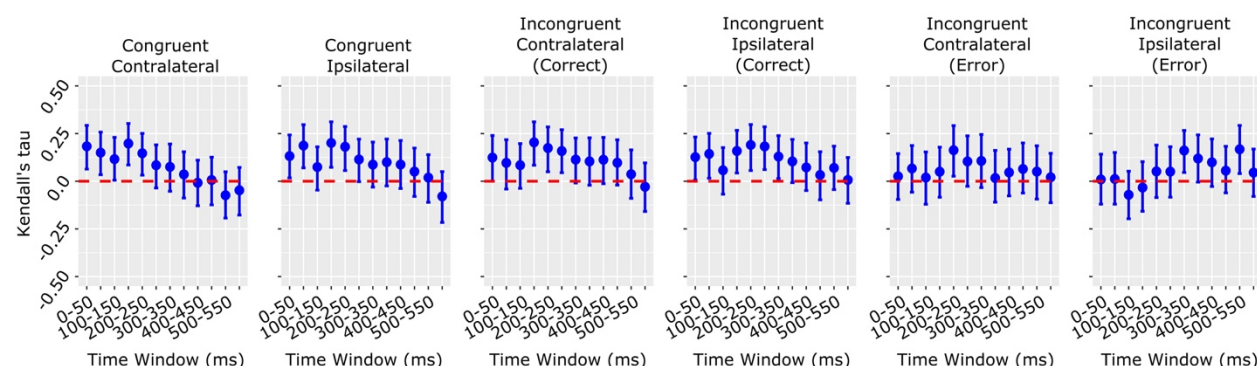 Congruent
Contralateral
Congruent
Ipsilateral
Incongruent
Contralateral
(Correct)
Incongruent
Ipsilateral
(Correct)
Incongruent
Contralateral
(Error)
Incongruent
Ipsilateral
(Error)
Kendall's tau
0.50
0.25
0.0
-0.25
-0.50
0-50
100-150
200-250
300-350
400-450
500-550
0-50
100-150
200-250
300-350
400-450
500-550
0-50
100-150
200-250
300-350
400-450
500-550
0-50
100-150
200-250
300-350
400-450
500-550
0-50
100-150
200-250
300-350
400-450
500-550
0-50
100-150
200-250
300-350
400-450
500-550
Time Window (ms)
Time Window (ms)
Time Window (ms)
Time Window (ms)
Time Window (ms)
Time Window (ms)